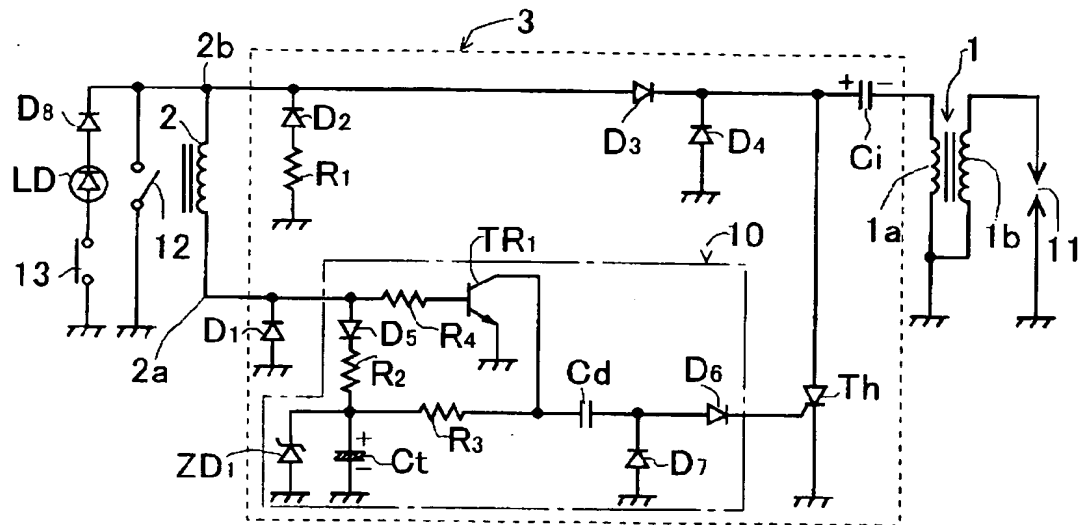 3
2b
1
D8
2
D2
D3
D4
+ -
Ci
LD
R1
12
1a
1b
11
13
TR1
10
D1
D5
R4
2a
R2
Cd
D6
Th
R3
ZD1
+
-
Ct
D7